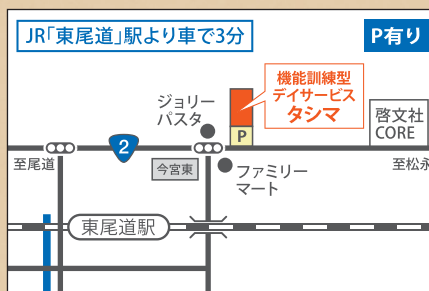 JR「東尾道」駅より車で3分
P有り
機能訓練型
デイサービス
タシマ
ジョリー
パスタ
P
啓文社
CORE
2
至尾道
今宮東
ファミリー
マート
至松永
東尾道駅